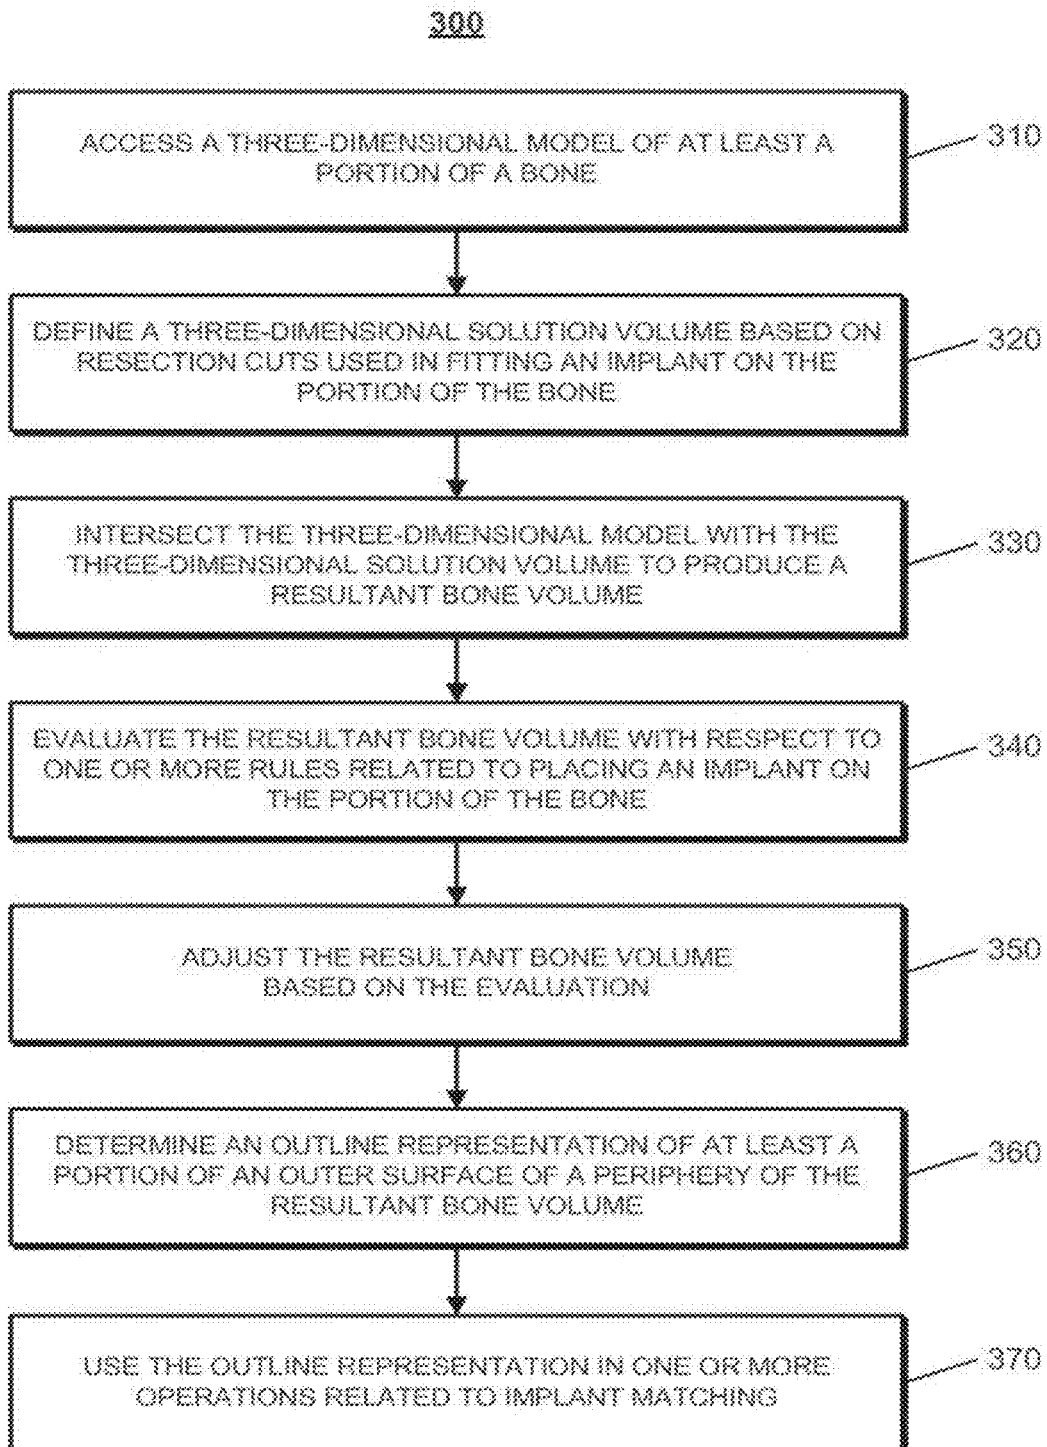 300
ACCESS A THREE-DIMENSIONAL MODEL OF AT LEAST A
PORTION OF A BONE
310
DEFINE A THREE-DIMENSIONAL SOLUTION VOLUME BASED ON
RESECTION CUTS USED IN FITTING AN IMPLANT ON THE
PORTION OF THE BONE
320
INTERSECT THE THREE-DIMENSIONAL MODEL WITH THE
THREE-DIMENSIONAL SOLUTION VOLUME TO PRODUCE A
RESULTANT BONE VOLUME
330
EVALUATE THE RESULTANT BONE VOLUME WITH RESPECT TO
ONE OR MORE RULES RELATED TO PLACING AN IMPLANT ON
THE PORTION OF THE BONE
340
ADJUST THE RESULTANT BONE VOLUME
BASED ON THE EVALUATION
350
DETERMINE AN OUTLINE REPRESENTATION OF AT LEAST A
PORTION OF AN OUTER SURFACE OF A PERIPHERY OF THE
RESULTANT BONE VOLUME
360
USE THE OUTLINE REPRESENTATION IN ONE OR MORE
OPERATIONS RELATED TO IMPLANT MATCHING
370